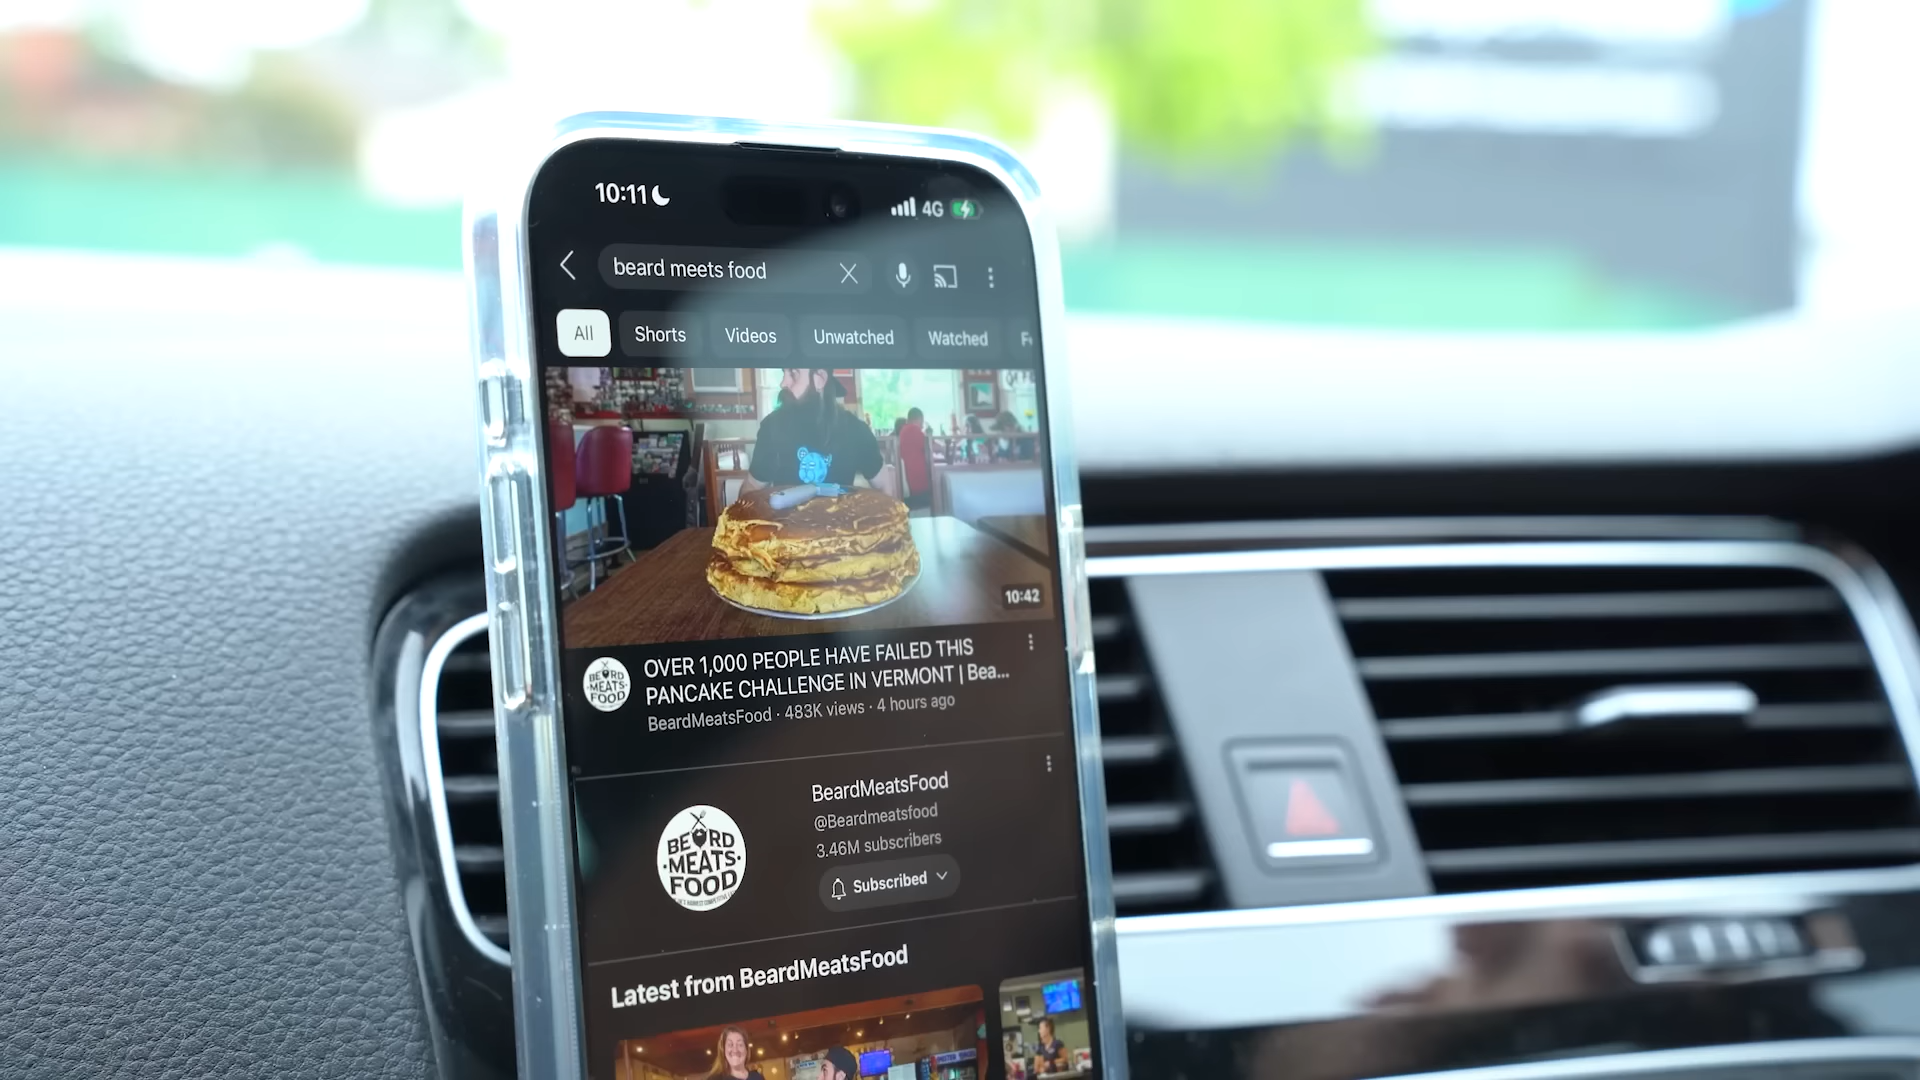 10:11
4G
beard meets food
All Shorts Videos Unwatched Watched
10:42
BEARD
·MEATS·
FOOD
OVER 1,000 PEOPLE HAVE FAILED THIS
PANCAKE CHALLENGE IN VERMONT | Bea...
BeardMeatsFood · 483K views · 4 hours ago
BeardMeatsFood
@Beardmeatsfood
3.46M subscribers
Subscribed
BEARD
·MEATS·
FOOD
Latest from BeardMeatsFood